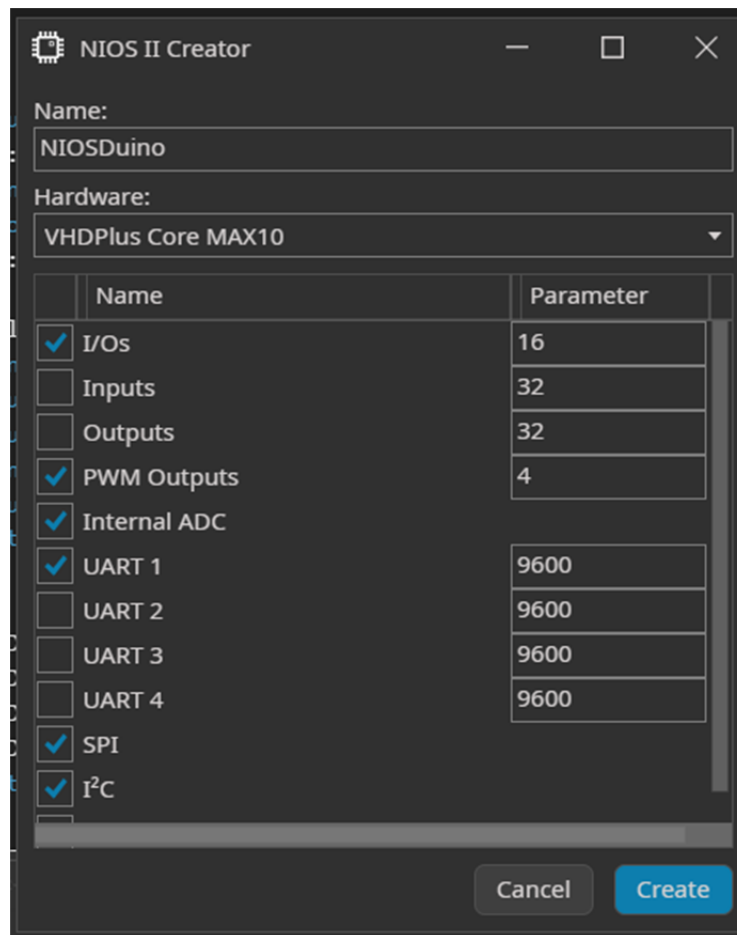 NIOS II Creator
Name:
NIOSDuino
Hardware:
VHDPlus Core MAX10
Name Parameter
I/Os 16
Inputs 32
Outputs 32
PWM Outputs 4
Internal ADC
UART 1 9600
UART 2 9600
UART 3 9600
UART 4 9600
SPI
I²C
Cancel Create